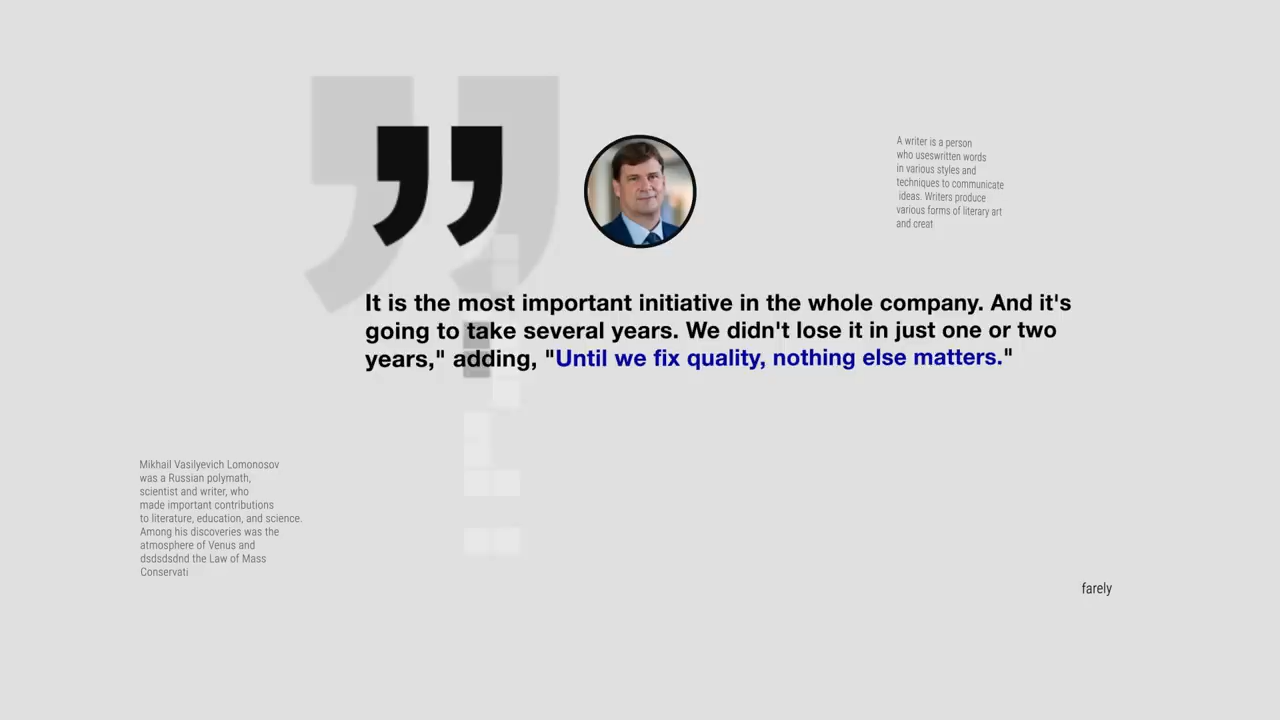 A writer is a person
who useswritten words
in various styles and
techniques to communicate
ideas. Writers produce
various forms of literary art
and creat
It is the most important initiative in the whole company. And it's
going to take several years. We didn't lose it in just one or two
years," adding, "Until we fix quality, nothing else matters."
Mikhail Vasilyevich Lomonosov
was a Russian polymath,
scientist and writer, who
made important contributions
to literature, education, and science.
Among his discoveries was the
atmosphere of Venus and
dsdsdsdnd the Law of Mass
Conservati
farely